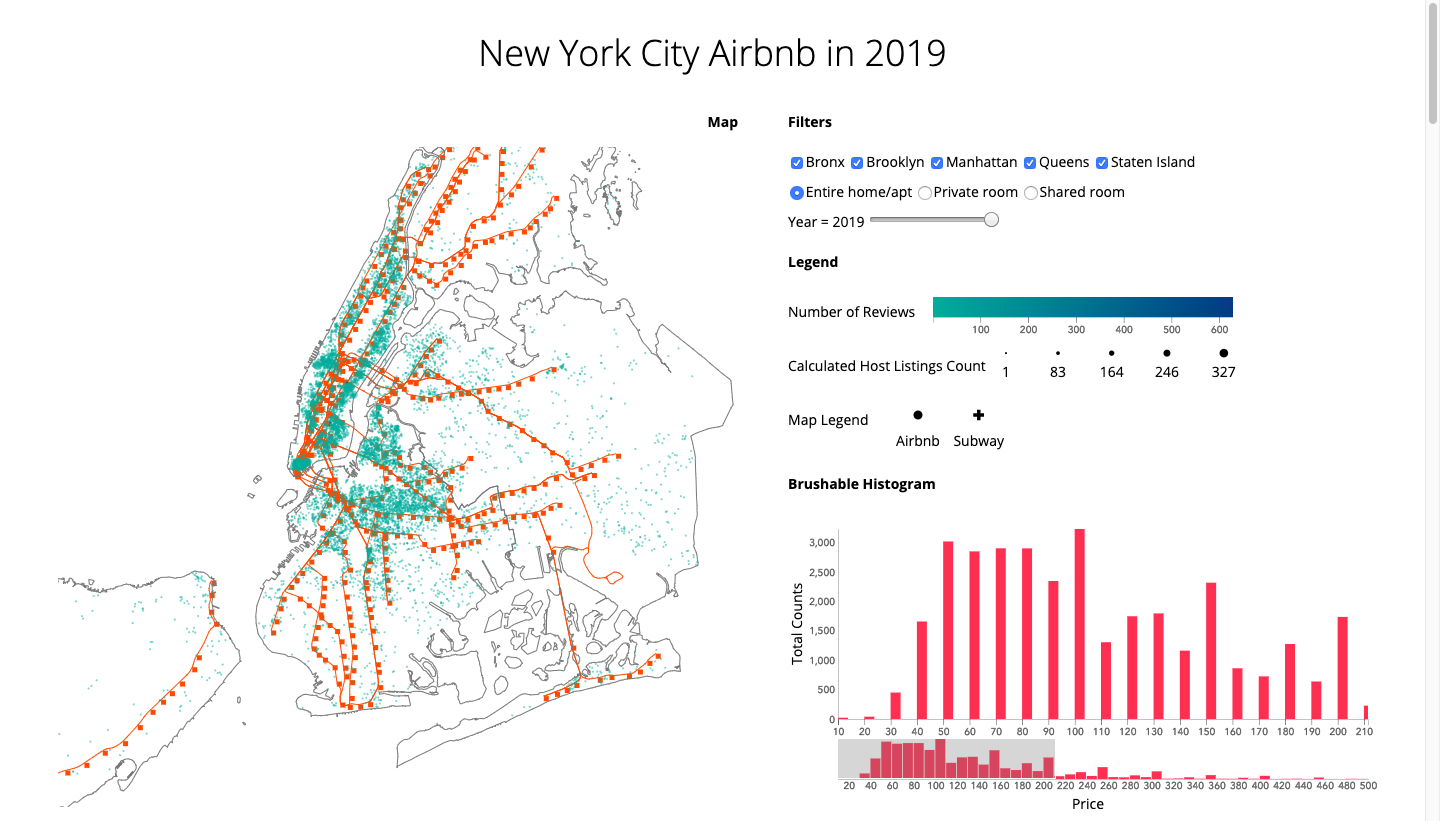 New York City Airbnb in 2019
Map
Filters
Bronx Brooklyn Manhattan Queens Staten Island
Entire home/apt Private room Shared room
Year = 2019
Legend
Number of Reviews
100 200 300 400 500 600
Calculated Host Listings Count
1 83 164 246 327
Map Legend
Airbnb Subway
Brushable Histogram
Total Counts
3,000
2,500
2,000
1,500
1,000
500
0
10 20 30 40 50 60 70 80 90 100 110 120 130 140 150 160 170 180 190 200 210
20 40 60 80 100 120 140 160 180 200 220 240 260 280 300 320 340 360 380 400 420 440 460 480 500
Price